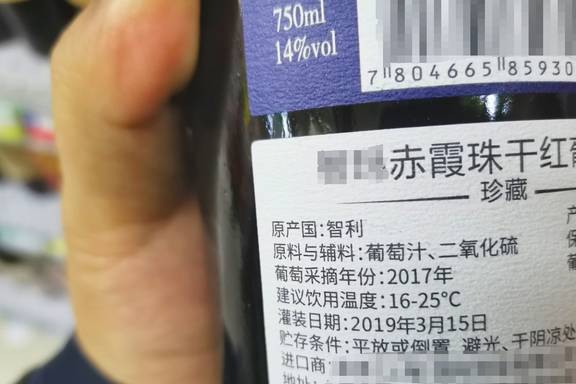 750ml
14%vol
7 804665 85930
赤霞珠干红
珍藏
原产国:智利
原料与辅料:葡萄汁、二氧化硫
葡萄采摘年份:2017年
建议饮用温度:16-25°C
灌装日期:2019年3月15日
贮存条件:平放或倒置、避光、干阴凉处
进口商